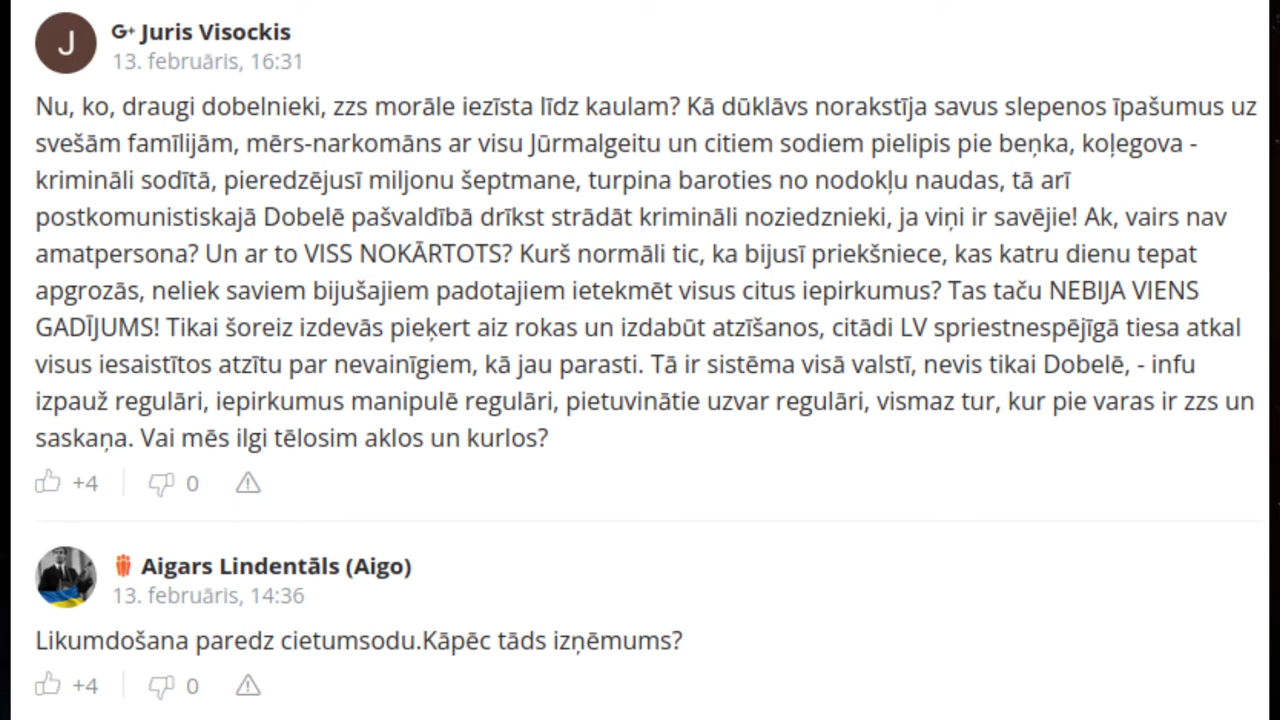 J
G+ Juris Visockis
13. februāris, 16:31
Nu, ko, draugi dobelnieki, zzs morāle iezīsta līdz kaulam? Kā dūklāvs norakstīja savus slepenos īpašumus uz
svešām famīlijām, mērs-narkomāns ar visu Jūrmalgeitu un citiem sodiem pielipis pie beņka, koļegova -
krimināli sodītā, pieredzējusī miljonu šeptmane, turpina baroties no nodokļu naudas, tā arī
postkomunistiskajā Dobelē pašvaldībā drīkst strādāt krimināli noziedznieki, ja viņi ir savējie! Ak, vairs nav
amatpersona? Un ar to VISS NOKĀRTOTS? Kurš normāli tic, ka bijusī priekšniece, kas katru dienu tepat
apgrozās, neliek saviem bijušajiem padotajiem ietekmēt visus citus iepirkumus? Tas taču NEBIJA VIENS
GADĪJUMS! Tikai šoreiz izdevās pieķert aiz rokas un izdabūt atzīšanos, citādi LV spriestnespējīgā tiesa atkal
visus iesaistītos atzītu par nevainīgiem, kā jau parasti. Tā ir sistēma visā valstī, nevis tikai Dobelē, - infu
izpauž regulāri, iepirkumus manipulē regulāri, pietuvinātie uzvar regulāri, vismaz tur, kur pie varas ir zzs un
saskaņa. Vai mēs ilgi tēlosim aklos un kurlos?
+4 0
Aigars Lindentāls (Aigo)
13. februāris, 14:36
Likumdošana paredz cietumsodu.Kāpēc tāds izņēmums?
+4 0